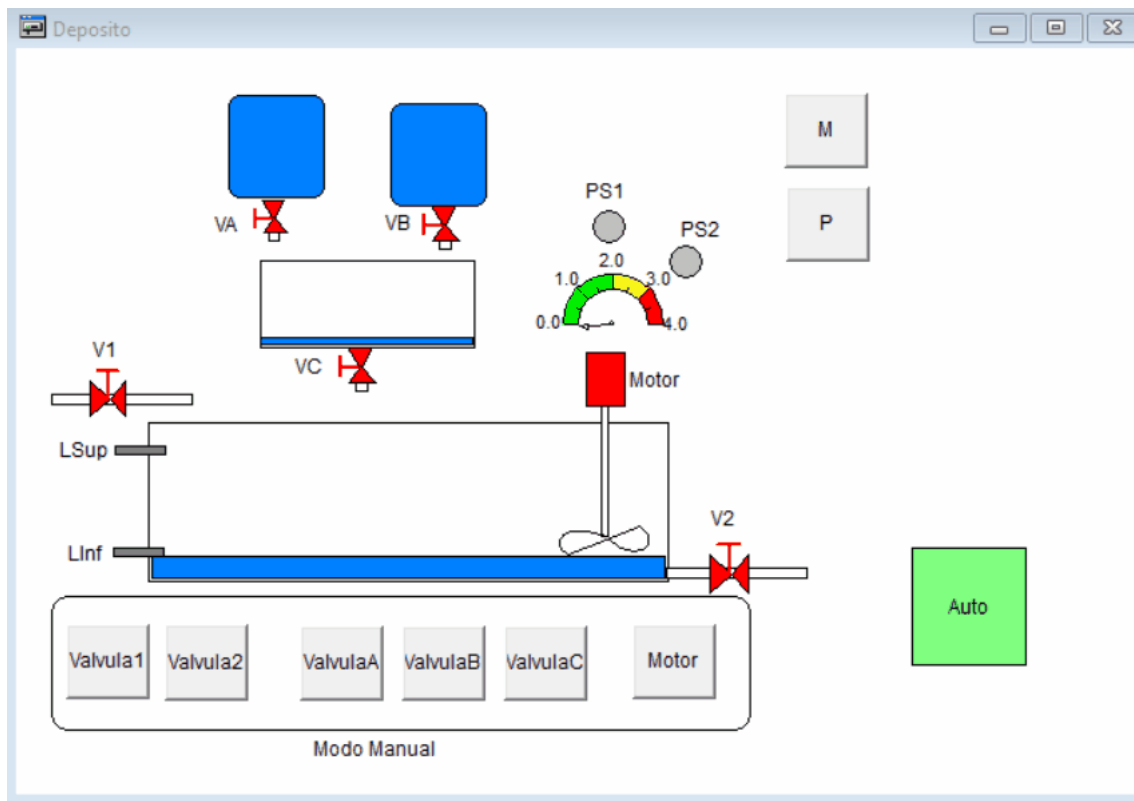 Deposito
M
PS1
VA
VB
P
PS2
2.0
1.0
3.0
0.0
4.0
V1
VC
Motor
LSup
V2
LInf
Auto
Valvula1
Valvula2
ValvulaA
ValvulaB
ValvulaC
Motor
Modo Manual